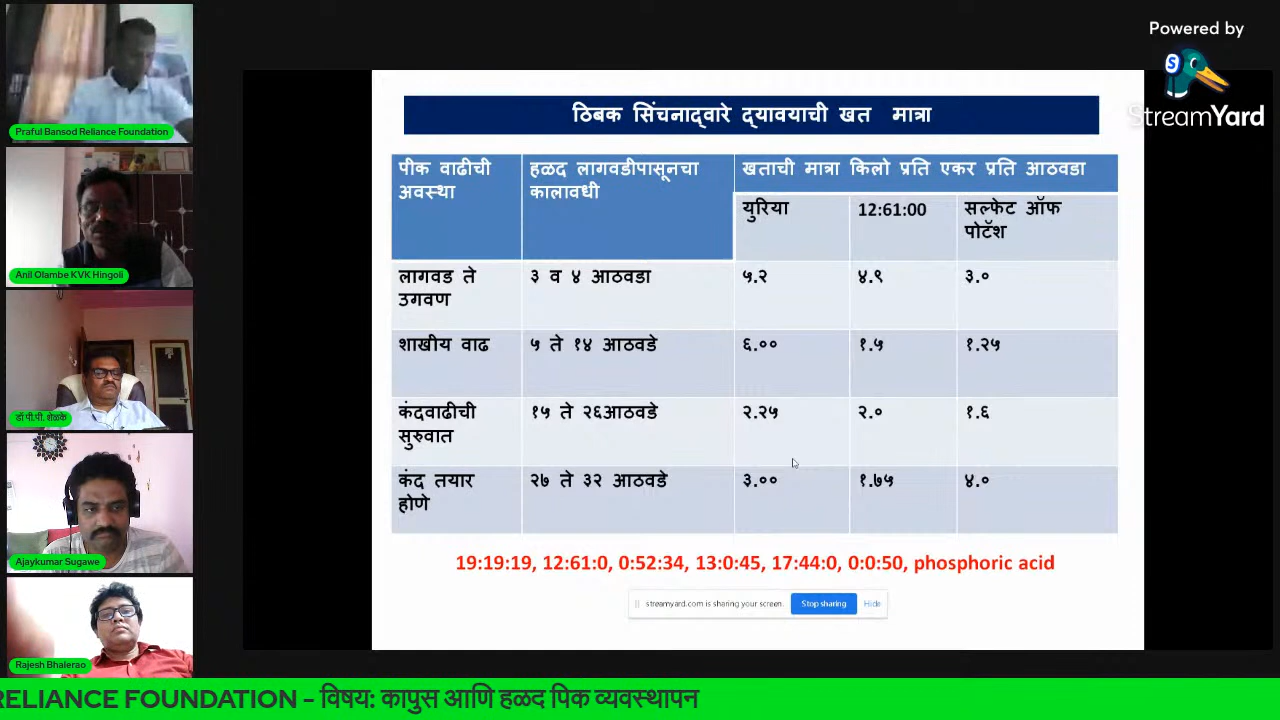 Powered by
StreamYard
Praful Bansod Reliance Foundation
Anil Olambe KVK Hingoli
डॉ.पी.पी. शेळके
Ajaykumar Sugawe
Rajesh Bhalerao
ठिबक सिंचनाद्वारे द्यावयाची खत मात्रा
पीक वाढीची
अवस्था
हळद लागवडीपासूनचा
कालावधी
खताची मात्रा किलो प्रति एकर प्रति आठवडा
युरिया
12:61:00
सल्फेट ऑफ
पोटॅश
लागवड ते
उगवण
३ व ४ आठवडा
५.२
४.९
३.०
शाखीय वाढ
५ ते १४ आठवडे
६.००
१.५
१.२५
कंदवाढीची
सुरुवात
१५ ते २६आठवडे
२.२५
२.०
१.६
कंद तयार
होणे
२७ ते ३२ आठवडे
३.००
१.७५
४.०
19:19:19, 12:61:0, 0:52:34, 13:0:45, 17:44:0, 0:0:50, phosphoric acid
streamyard.com is sharing your screen.
Stop sharing
Hide
RELIANCE FOUNDATION - विषय: कापुस आणि हळद पिक व्यवस्थापन